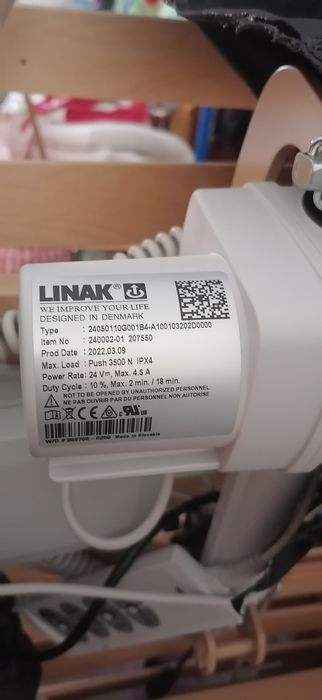 LINAK®
WE IMPROVE YOUR LIFE
DESIGNED IN DENMARK
Type : 24050110G001B4-A100103202D0000
Item No : 240002-01 207550
Prod Date : 2022.03.09
Max. Load : Push 3500 N IPX4
Power Rate : 24 V⎓, Max. 4.5 A
Duty Cycle : 10 %, Max. 2 min. / 18 min.
NOT TO BE OPENED BY UNAUTHORIZED PERSONNEL
NE PAS OUVRIR PAR DU PERSONNEL NON AUTORISE
CE US
W/O # Made in Slovakia